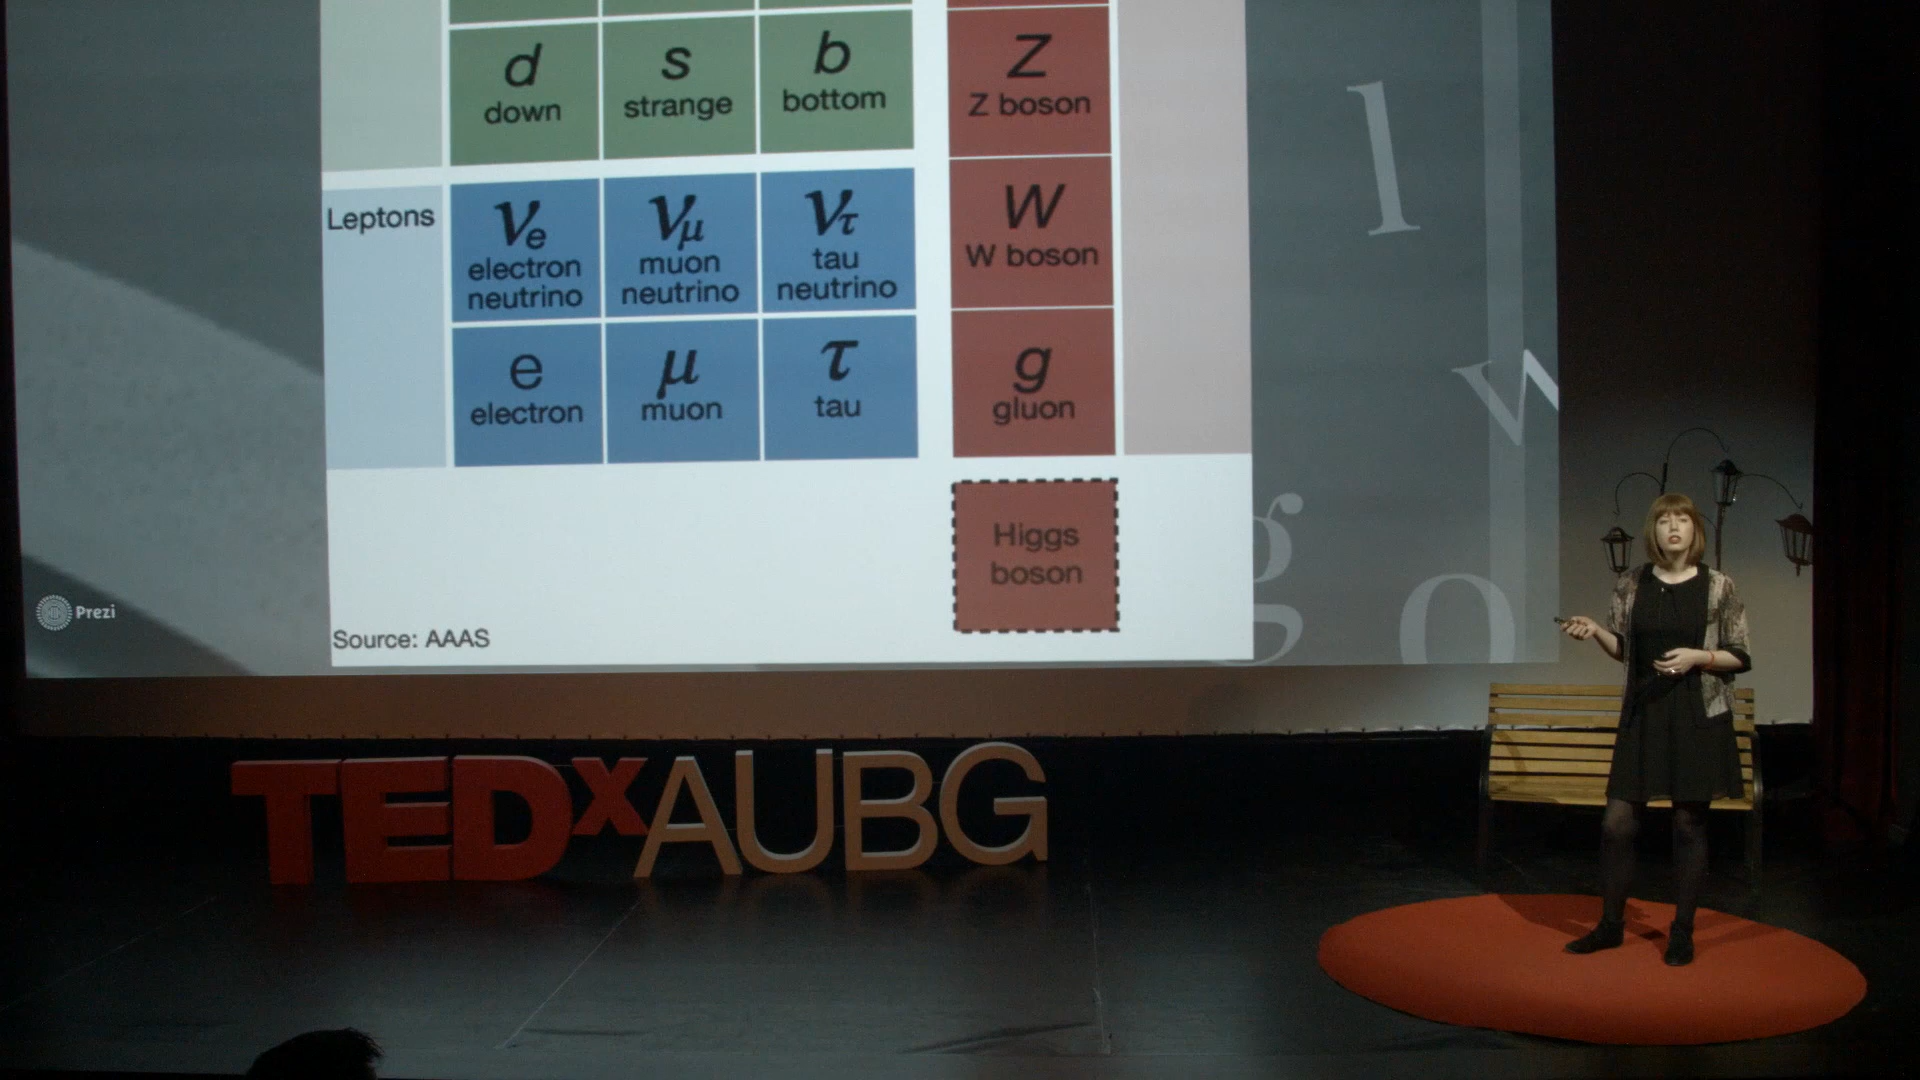 d
down
s
strange
b
bottom
Z
Z boson
Leptons
νe
electron
neutrino
νμ
muon
neutrino
ντ
tau
neutrino
W
W boson
e
electron
μ
muon
τ
tau
g
gluon
Higgs
boson
Source: AAAS
Prezi
l
w
g
o
TEDxAUBG